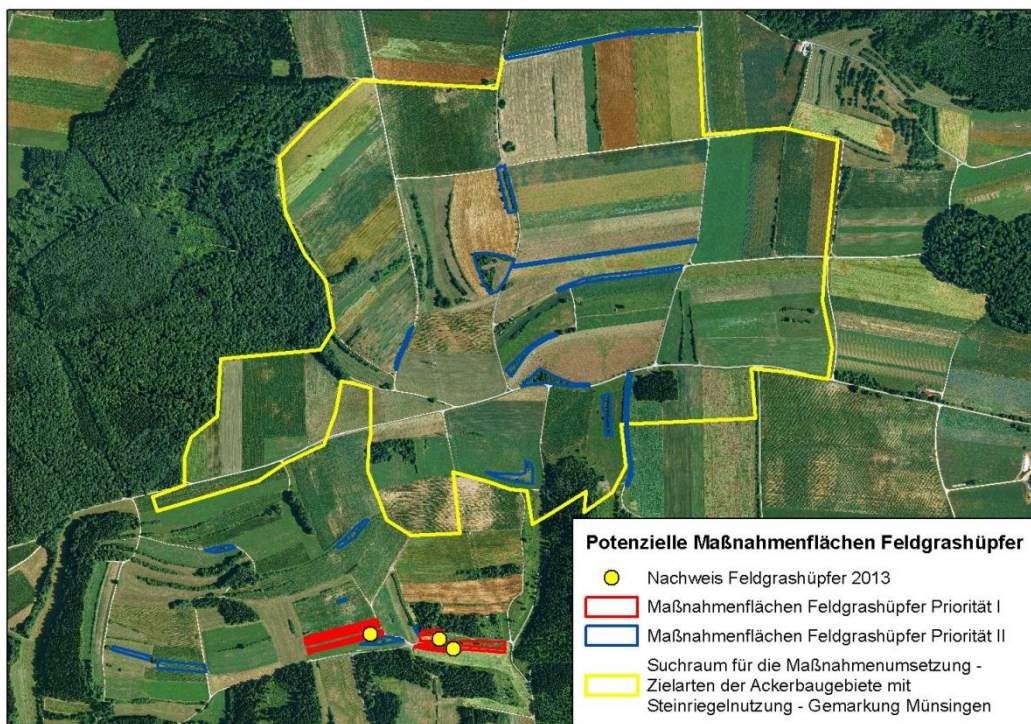 Potenzielle Maßnahmenflächen Feldgrashüpfer
Nachweis Feldgrashüpfer 2013
Maßnahmenflächen Feldgrashüpfer Priorität I
Maßnahmenflächen Feldgrashüpfer Priorität II
Suchraum für die Maßnahmenumsetzung -
Zielarten der Ackerbaugebiete mit
Steinriegelnutzung - Gemarkung Münsingen